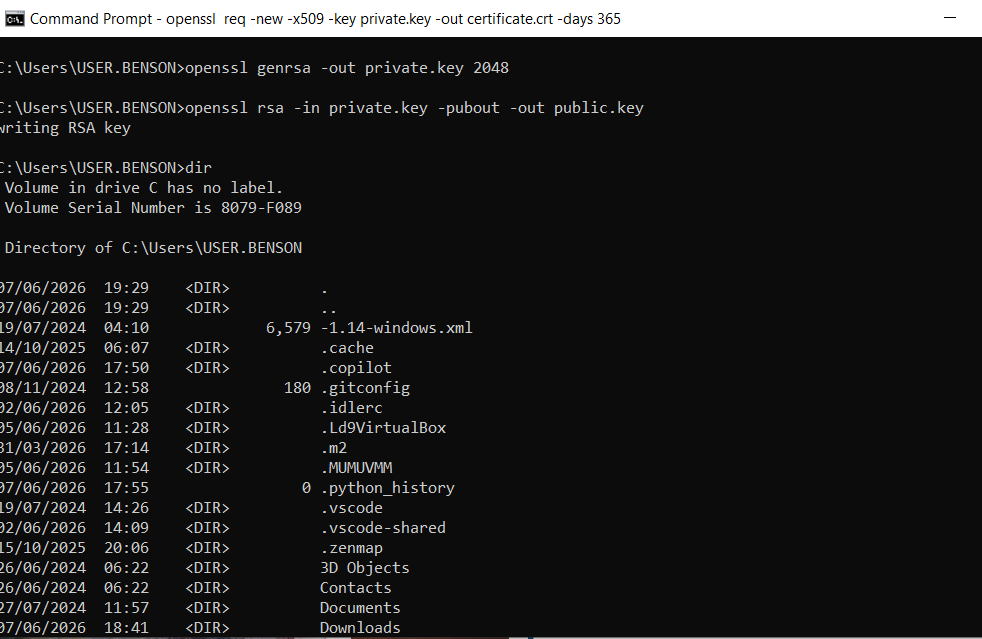 Command Prompt - openssl  req -new -x509 -key private.key -out certificate.crt -days 365
C:\Users\USER.BENSON>openssl genrsa -out private.key 2048
C:\Users\USER.BENSON>openssl rsa -in private.key -pubout -out public.key
writing RSA key
C:\Users\USER.BENSON>dir
 Volume in drive C has no label.
 Volume Serial Number is 8079-F089
 Directory of C:\Users\USER.BENSON
07/06/2026  19:29    <DIR>          .
07/06/2026  19:29    <DIR>          ..
19/07/2024  04:10             6,579 -1.14-windows.xml
14/10/2025  06:07    <DIR>          .cache
07/06/2026  17:50    <DIR>          .copilot
08/11/2024  12:58               180 .gitconfig
02/06/2026  12:05    <DIR>          .idlerc
05/06/2026  11:28    <DIR>          .Ld9VirtualBox
31/03/2026  17:14    <DIR>          .m2
05/06/2026  11:54    <DIR>          .MUMUVMM
07/06/2026  17:55                 0 .python_history
19/07/2024  14:26    <DIR>          .vscode
02/06/2026  14:09    <DIR>          .vscode-shared
15/10/2025  20:06    <DIR>          .zenmap
26/06/2024  06:22    <DIR>          3D Objects
26/06/2024  06:22    <DIR>          Contacts
27/07/2024  11:57    <DIR>          Documents
07/06/2026  18:41    <DIR>          Downloads